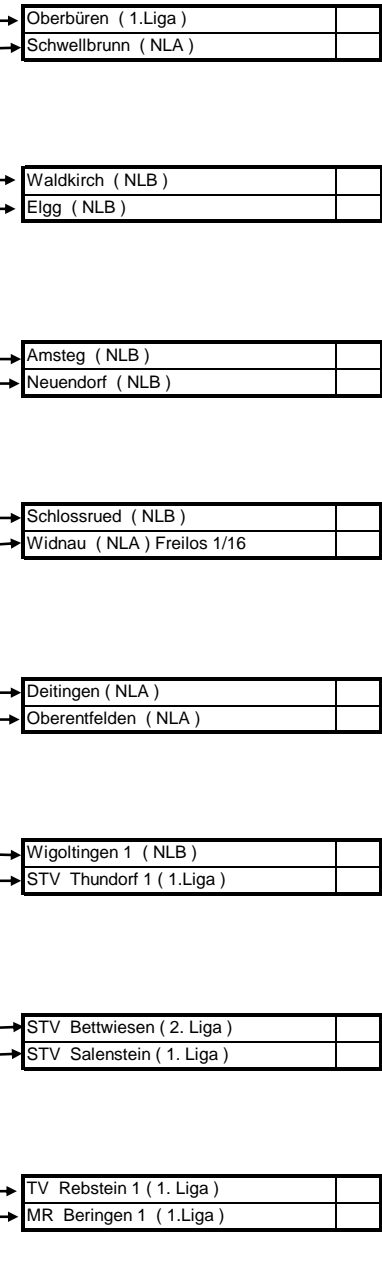 Oberbüren ( 1.Liga )
Schwellbrunn ( NLA )
Waldkirch ( NLB )
Elgg ( NLB )
Amsteg ( NLB )
Neuendorf ( NLB )
Schlossrued ( NLB )
Widnau ( NLA ) Freilos 1/16
Deitingen ( NLA )
Oberentfelden ( NLA )
Wigoltingen 1 ( NLB )
STV Thundorf 1 ( 1.Liga )
STV Bettwiesen ( 2. Liga )
STV Salenstein ( 1. Liga )
TV Rebstein 1 ( 1. Liga )
MR Beringen 1 ( 1.Liga )